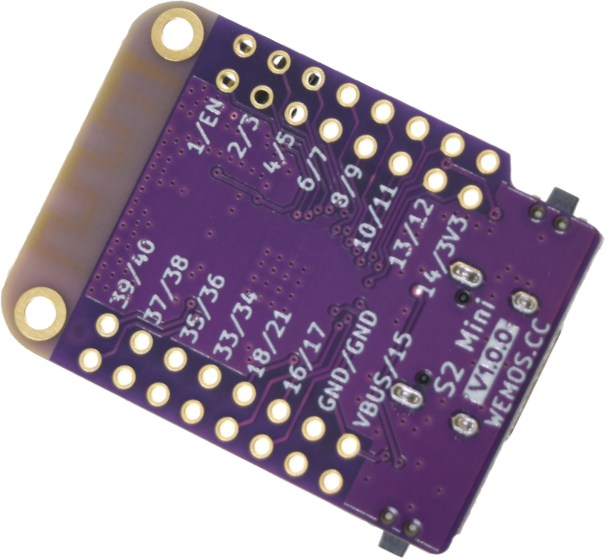 1/EN
2/3
4/5
6/7
8/9
10/11
13/12
14/3V3
39/40
37/38
35/36
33/34
18/21
16/17
GND/GND
VBUS/15
S2 Mini
V1.0.0
WEMOS.CC